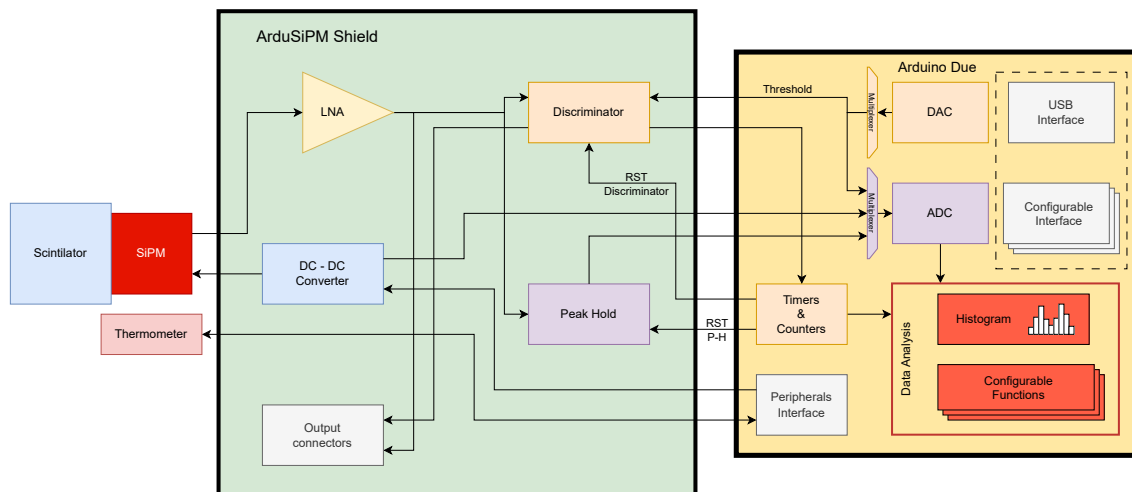 ArduSiPM Shield
Arduino Due
LNA
Discriminator
Threshold
Multiplexer
DAC
USB
Interface
RST
Discriminator
Multiplexer
ADC
Configurable
Interface
Scintilator
SiPM
DC - DC
Converter
Peak Hold
Timers
&
Counters
RST
P-H
Histogram
Data Analysis
Thermometer
Configurable
Functions
Peripherals
Interface
Output
connectors